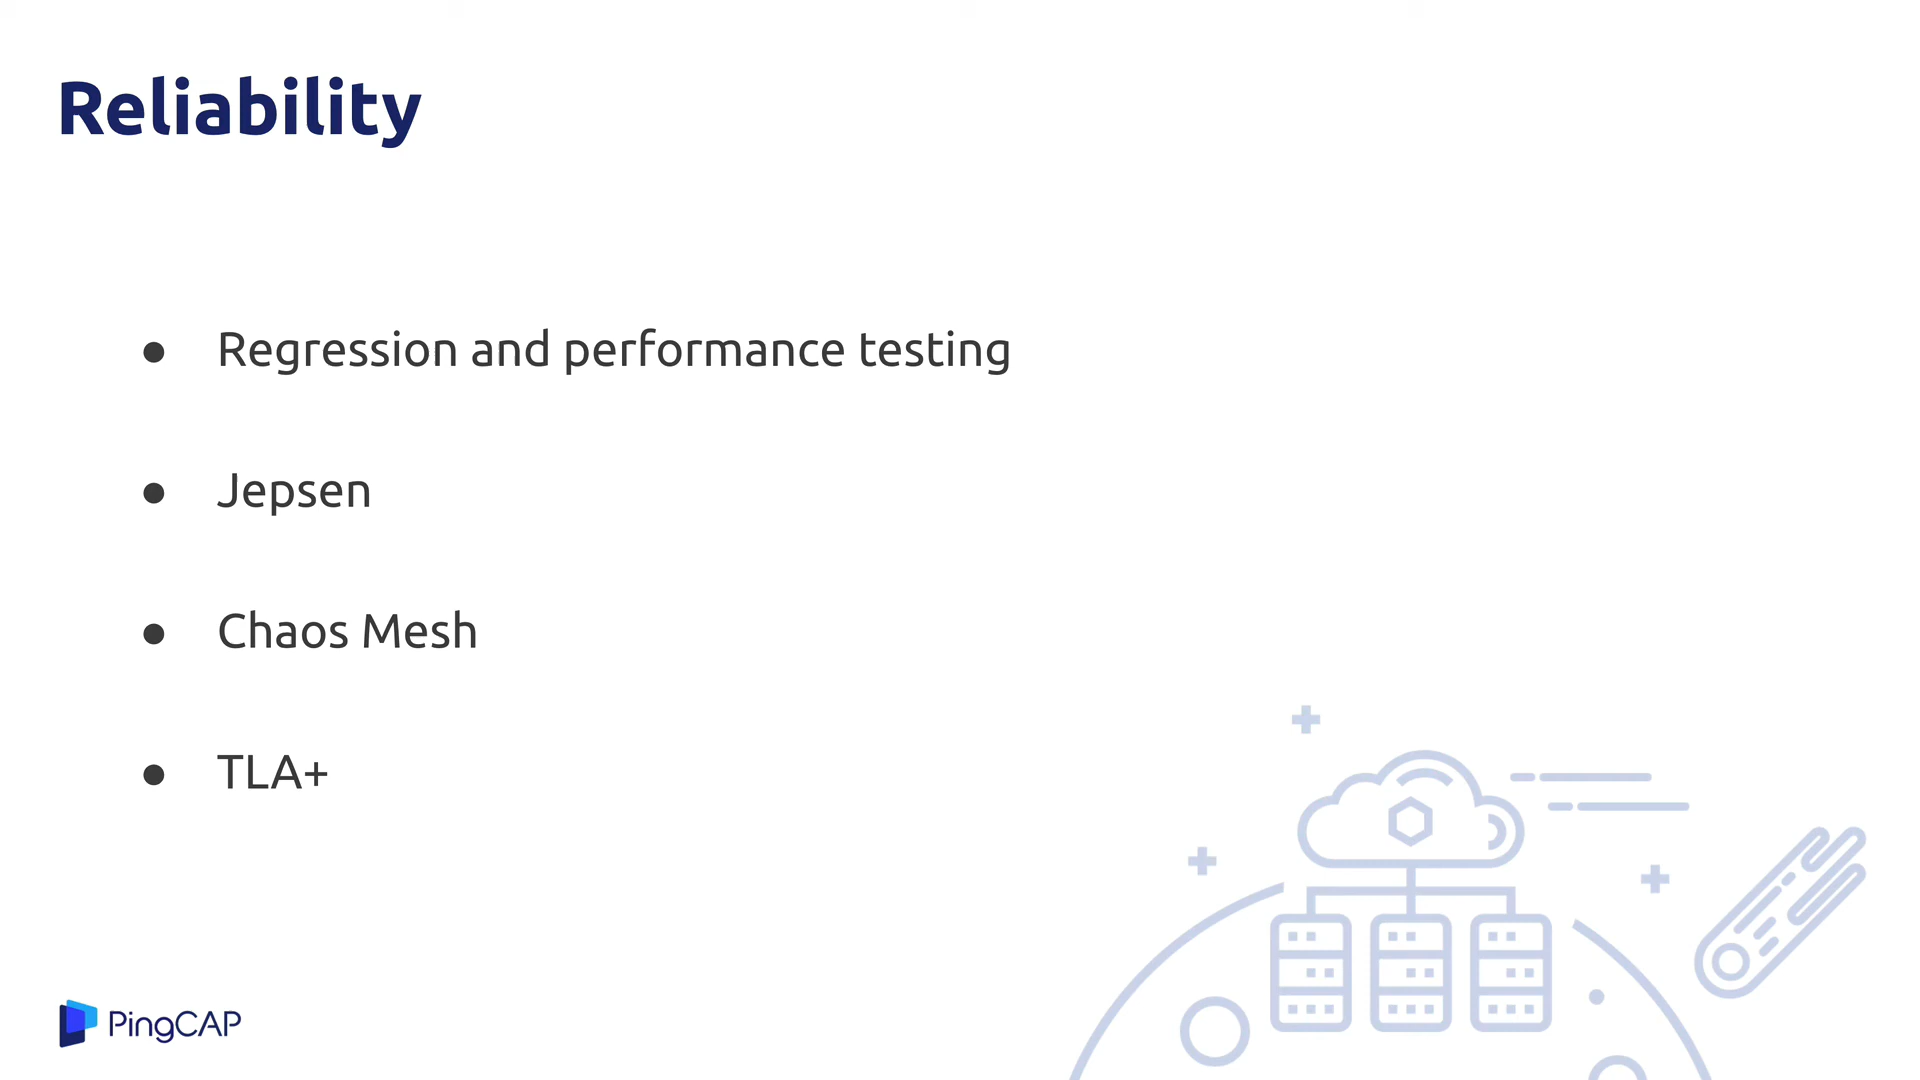 Reliability
● Regression and performance testing
● Jepsen
● Chaos Mesh
● TLA+
PingCAP